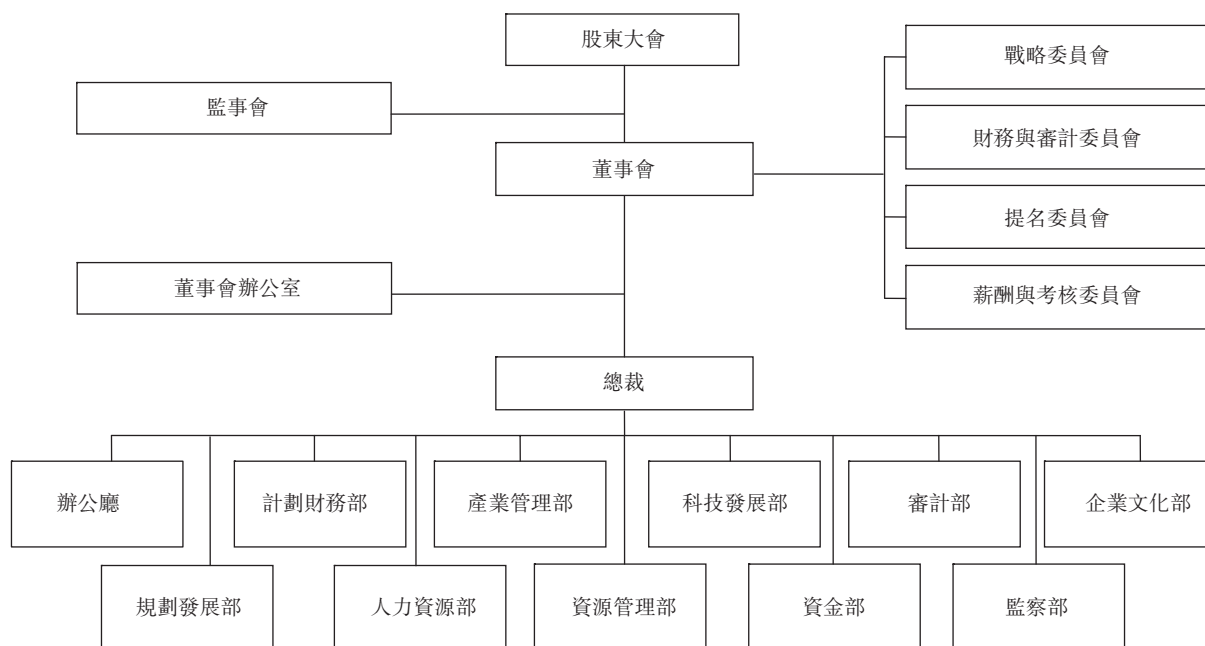 股東大會
戰略委員會
監事會
財務與審計委員會
董事會
提名委員會
董事會辦公室
薪酬與考核委員會
總裁
辦公廳
計劃財務部
產業管理部
科技發展部
審計部
企業文化部
規劃發展部
人力資源部
資源管理部
資金部
監察部